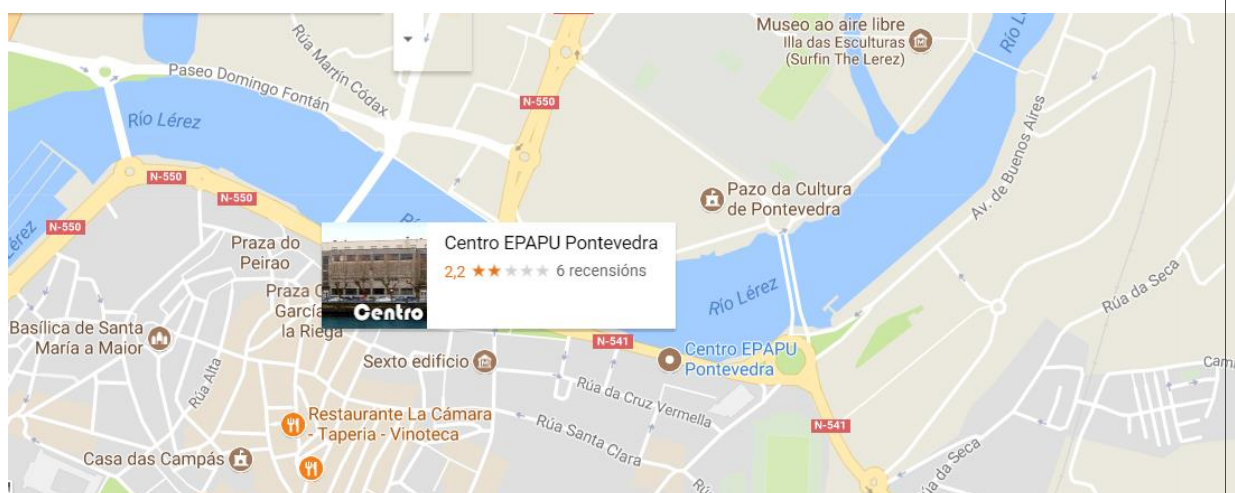 Museo ao aire libre
Illa das Esculturas
(Surfin The Lerez)
Río L
Rúa Martín Códax
Paseo Domingo Fontán
N-550
Río Lérez
Av. de Buenos Aires
N-550
N-550
N-550
Pazo da Cultura
de Pontevedra
Lérez
Praza do
Peirao
Centro EPAPU Pontevedra
2,2 6 recensións
Centro
Praza
García
la Riega
Río Lérez
Rúa da Seca
Basílica de Santa
María a Maior
N-541
Sexto edificio
Centro EPAPU
Pontevedra
Cam
Rúa Alta
Rúa da Cruz Vermella
Restaurante La Cámara
- Taperia - Vinoteca
Rúa Santa Clara
N-541
Casa das Campás
Rúa da Seca